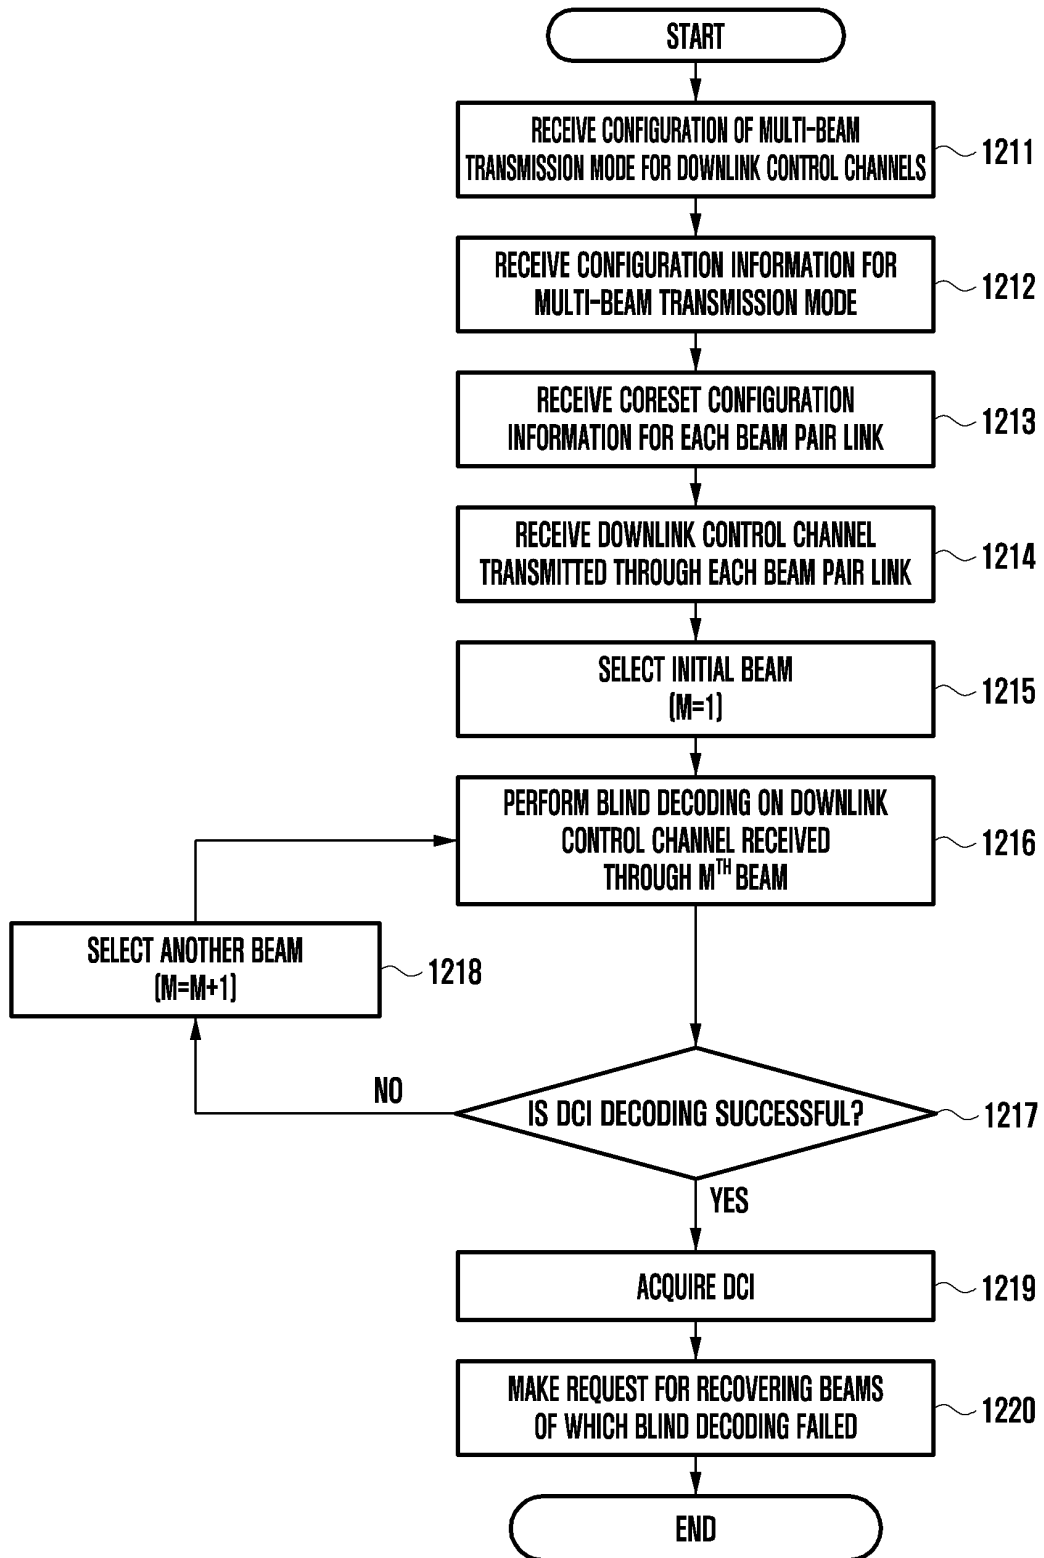 START
RECEIVE CONFIGURATION OF MULTI-BEAM
TRANSMISSION MODE FOR DOWNLINK CONTROL CHANNELS
1211
RECEIVE CONFIGURATION INFORMATION FOR
MULTI-BEAM TRANSMISSION MODE
1212
RECEIVE CORESET CONFIGURATION
INFORMATION FOR EACH BEAM PAIR LINK
1213
RECEIVE DOWNLINK CONTROL CHANNEL
TRANSMITTED THROUGH EACH BEAM PAIR LINK
1214
SELECT INITIAL BEAM
(M=1)
1215
PERFORM BLIND DECODING ON DOWNLINK
CONTROL CHANNEL RECEIVED
THROUGH MTH BEAM
1216
SELECT ANOTHER BEAM
(M=M+1)
1218
NO
IS DCI DECODING SUCCESSFUL?
1217
YES
ACQUIRE DCI
1219
MAKE REQUEST FOR RECOVERING BEAMS
OF WHICH BLIND DECODING FAILED
1220
END